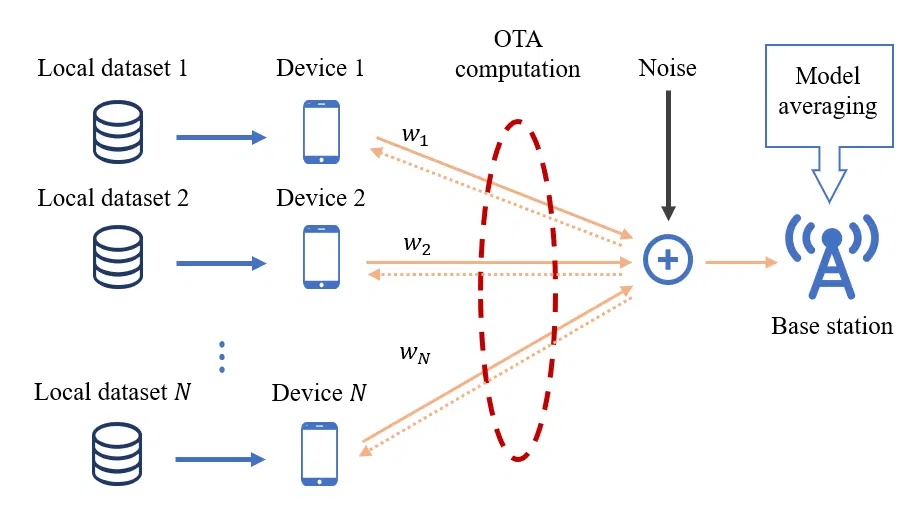 Local dataset 1
Device 1
OTA
computation
Noise
Model
averaging
w₁
Local dataset 2
Device 2
w₂
Base station
w_N
Local dataset N
Device N